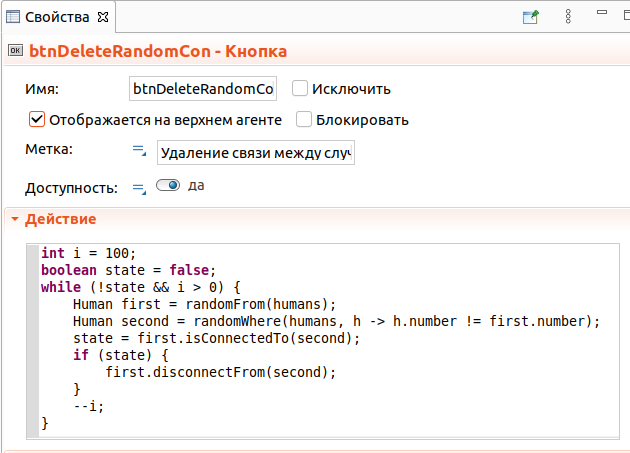 Свойства
btnDeleteRandomCon - Кнопка
Имя: btnDeleteRandomCo Исключить
Отображается на верхнем агенте Блокировать
Метка: Удаление связи между случ
Доступность: да
Действие
int i = 100;
boolean state = false;
while (!state && i > 0) {
    Human first = randomFrom(humans);
    Human second = randomWhere(humans, h -> h.number != first.number);
    state = first.isConnectedTo(second);
    if (state) {
        first.disconnectFrom(second);
    }
    --i;
}